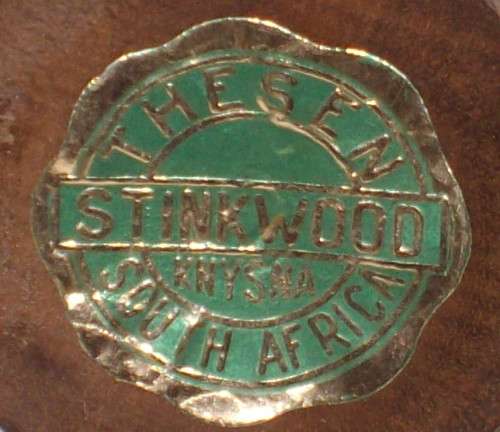 THESEN
STINKWOOD
KNYSNA
SOUTH AFRICA